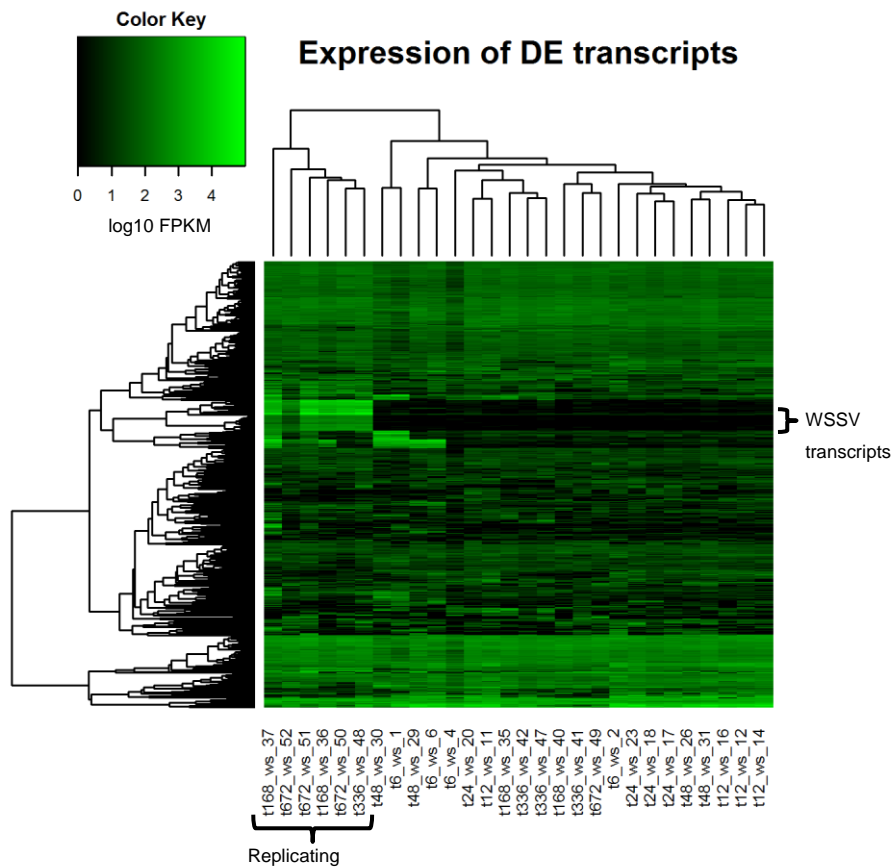 Color Key
Expression of DE transcripts
0 1 2 3 4
log10 FPKM
WSSV
transcripts
t168_ws_37
t672_ws_52
t672_ws_51
t168_ws_36
t672_ws_50
t336_ws_48
t48_ws_30
t6_ws_1
t48_ws_29
t6_ws_6
t6_ws_4
t24_ws_20
t12_ws_11
t168_ws_35
t336_ws_42
t336_ws_47
t168_ws_40
t336_ws_41
t672_ws_49
t6_ws_2
t24_ws_23
t24_ws_18
t24_ws_17
t48_ws_26
t48_ws_31
t12_ws_16
t12_ws_12
t12_ws_14
Replicating